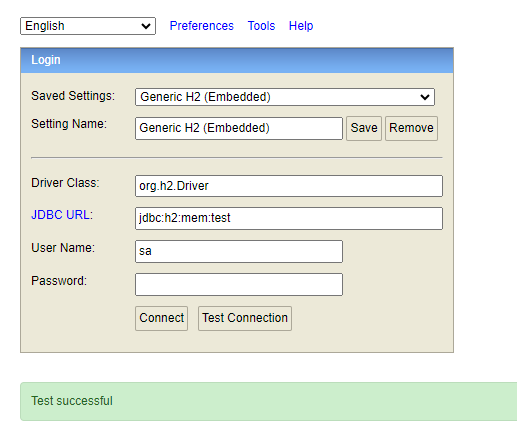 English Preferences Tools Help
Login
Saved Settings: Generic H2 (Embedded)
Setting Name: Generic H2 (Embedded) Save Remove
Driver Class: org.h2.Driver
JDBC URL: jdbc:h2:mem:test
User Name: sa
Password:
Connect Test Connection
Test successful